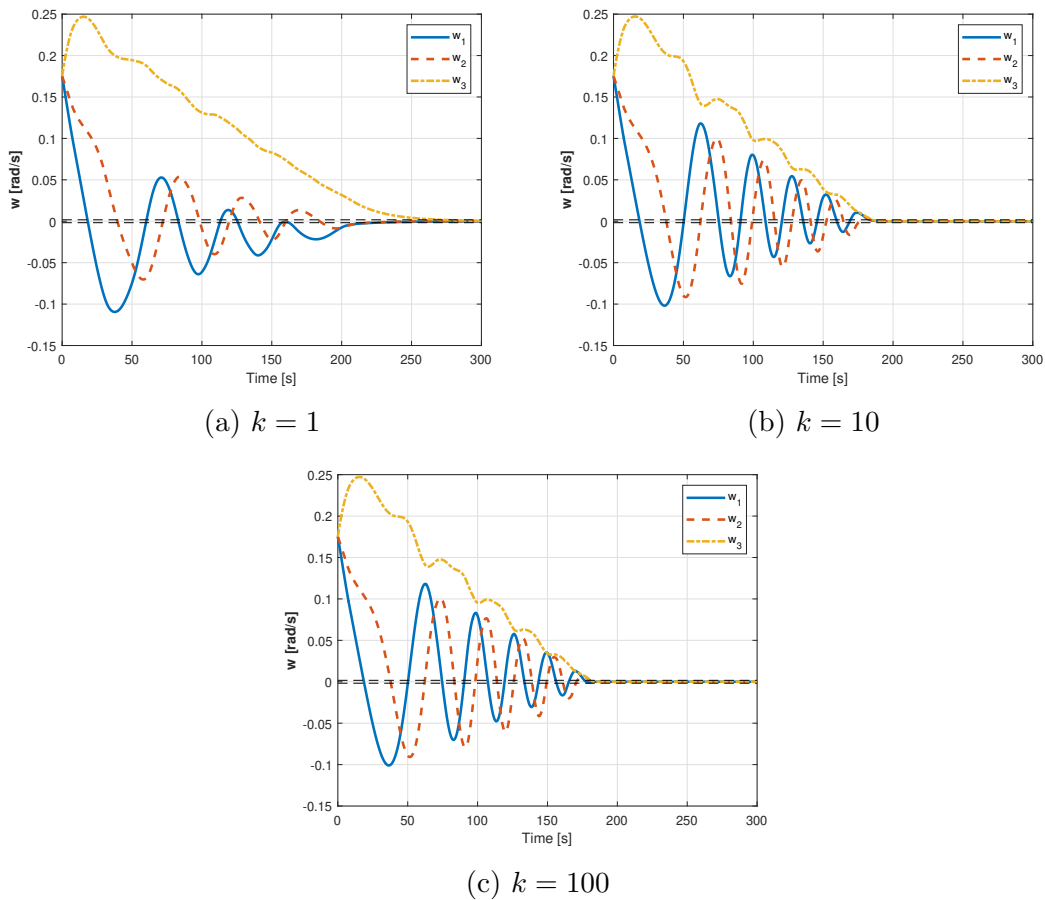 0.25
0.2
0.15
0.1
0.05
0
-0.05
-0.1
-0.15
w [rad/s]
0 50 100 150 200 250 300
Time [s]
w1
w2
w3
(a) k = 1
0.25
0.2
0.15
0.1
0.05
0
-0.05
-0.1
-0.15
w [rad/s]
0 50 100 150 200 250 300
Time [s]
w1
w2
w3
(b) k = 10
0.25
0.2
0.15
0.1
0.05
0
-0.05
-0.1
-0.15
w [rad/s]
0 50 100 150 200 250 300
Time [s]
w1
w2
w3
(c) k = 100